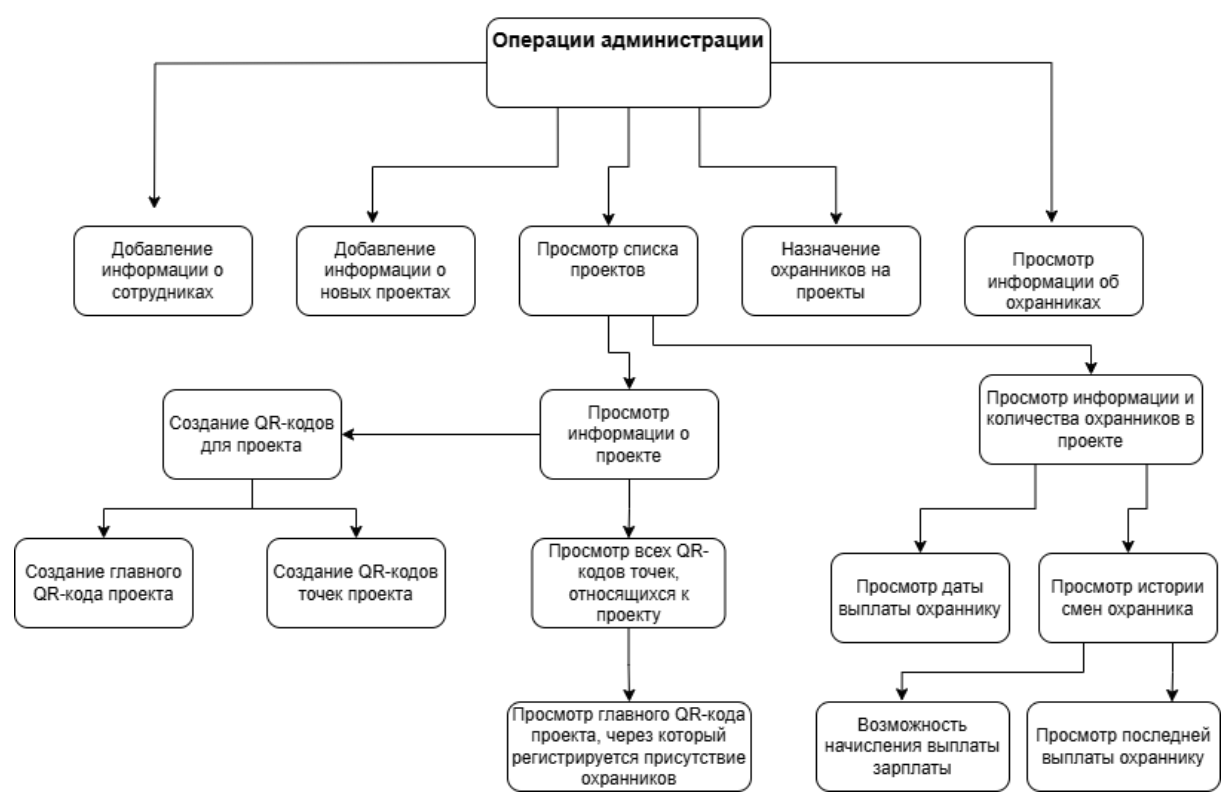 Операции администрации
Добавление
информации о
сотрудниках
Добавление
информации о
новых проектах
Просмотр списка
проектов
Назначение
охранников на
проекты
Просмотр
информации об
охранниках
Создание QR-кодов
для проекта
Просмотр
информации о
проекте
Просмотр информации и
количества охранников в
проекте
Создание главного
QR-кода проекта
Создание QR-кодов
точек проекта
Просмотр всех QR-
кодов точек,
относящихся к
проекту
Просмотр даты
выплаты охраннику
Просмотр истории
смен охранника
Просмотр главного QR-кода
проекта, через который
регистрируется присутствие
охранников
Возможность
начисления выплаты
зарплаты
Просмотр последней
выплаты охраннику